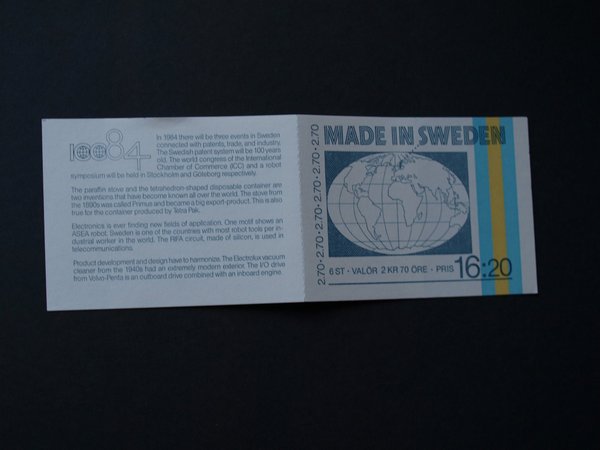 100 84
In 1984 there will be three events in Sweden
connected with patents, trade, and industry.
The Swedish patent system will be 100 years
old. The world congress of the International
Chamber of Commerce (ICC) and a robot
symposium will be held in Stockholm and Göteborg respectively.
The paraffin stove and the tetrahedron-shaped disposable container are
two inventions that have become known all over the world. The stove from
the 1890s was called Primus and became a big export-product. This is also
true for the container produced by Tetra Pak.
Electronics is ever finding new fields of application. One motif shows an
ASEA robot. Sweden is one of the countries with most robot tools per in-
dustrial worker in the world. The RIFA circuit, made of silicon, is used in
telecommunications.
Product development and design have to harmonize. The Electrolux vacuum
cleaner from the 1940s had an extremely modern exterior. The I/O drive
from Volvo-Penta is an outboard drive combined with an inboard engine.
2.70·2.70·2.70·2.70·2.70·2.70
MADE IN SWEDEN
6 ST · VALÖR 2 KR 70 ÖRE · PRIS 16:20